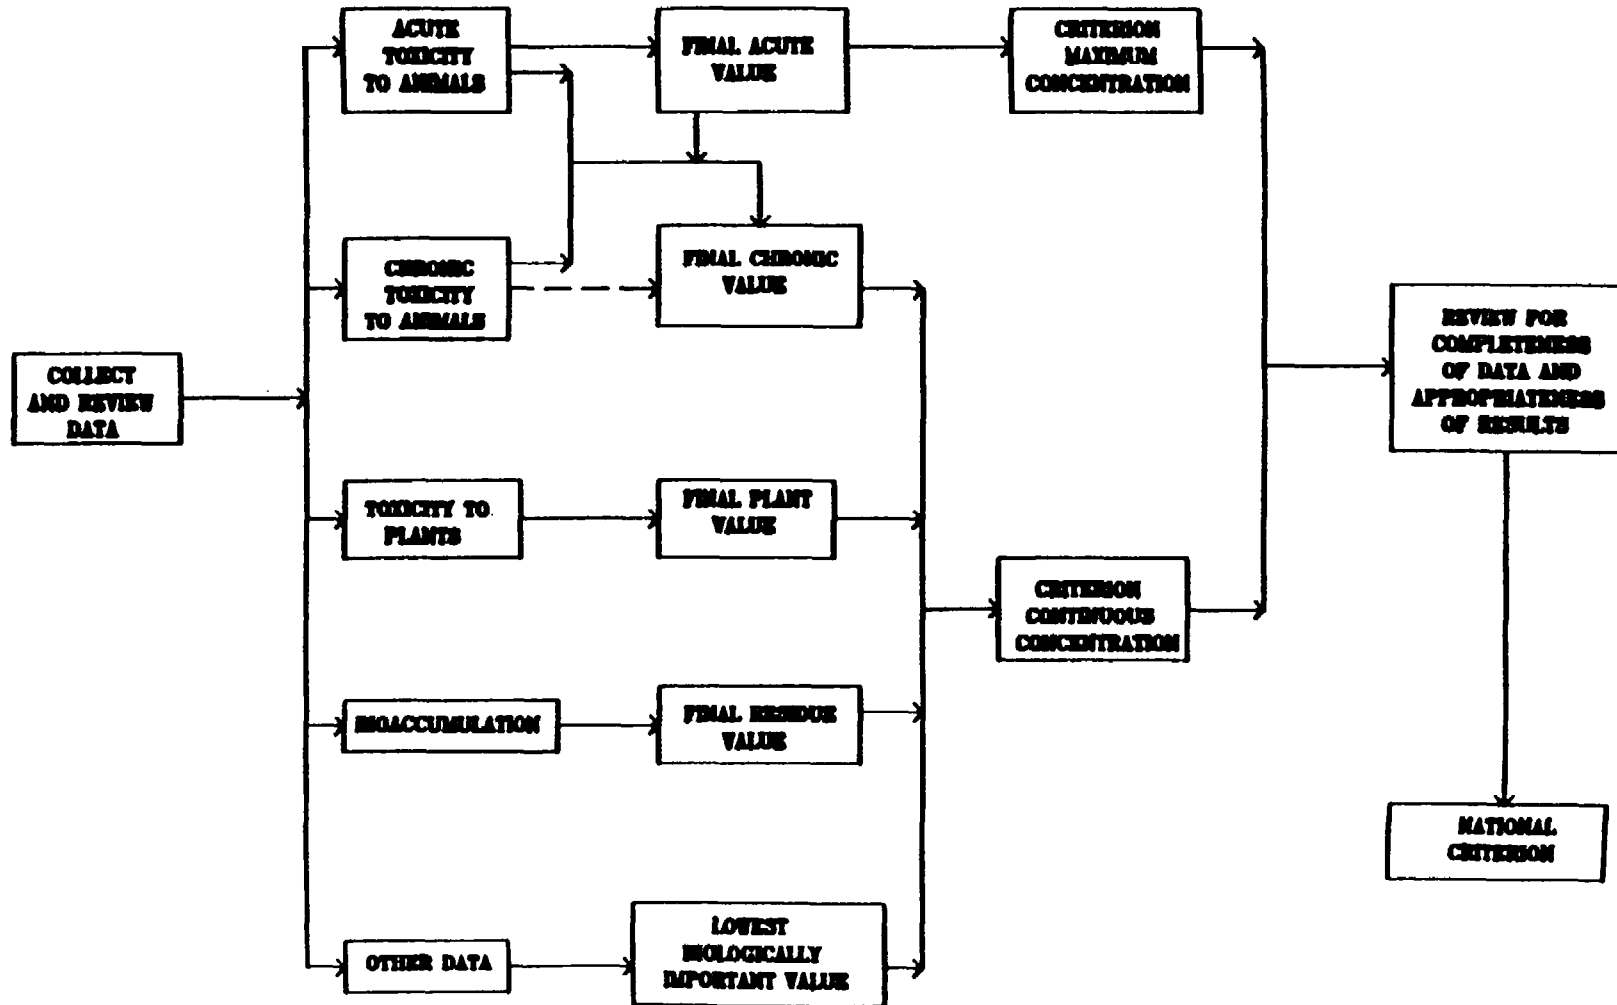 ACUTE
TOXICITY
TO ANIMALS
FINAL ACUTE
VALUE
CRITERION
MAXIMUM
CONCENTRATION
CHRONIC
TOXICITY
TO ANIMALS
FINAL CHRONIC
VALUE
COLLECT
AND REVIEW
DATA
REVIEW FOR
COMPLETENESS
OF DATA AND
APPROPRIATENESS
OF RESULTS
TOXICITY TO
PLANTS
FINAL PLANT
VALUE
CRITERION
CONTINUOUS
CONCENTRATION
BIOACCUMULATION
FINAL RESIDUE
VALUE
NATIONAL
CRITERION
OTHER DATA
LOWEST
BIOLOGICALLY
IMPORTANT VALUE